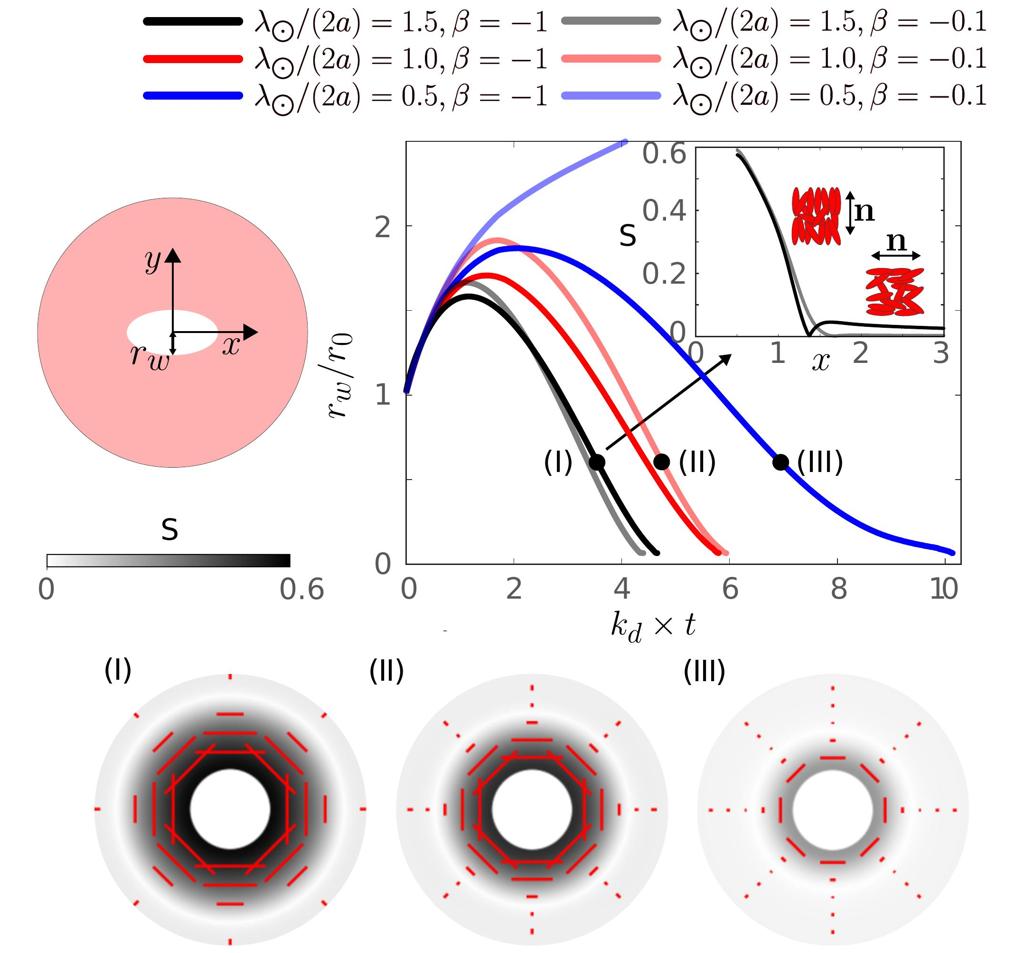 λ⊙/(2a) = 1.5, β = −1 λ⊙/(2a) = 1.5, β = −0.1
λ⊙/(2a) = 1.0, β = −1 λ⊙/(2a) = 1.0, β = −0.1
λ⊙/(2a) = 0.5, β = −1 λ⊙/(2a) = 0.5, β = −0.1
y
x
r_w
S
0 0.6
r_w/r_0
2
1
0
0 2 4 6 8 10
k_d × t
(I) (II) (III)
S
0.6
0.4
0.2
0
0 1 2 3
x
n
n
(I) (II) (III)